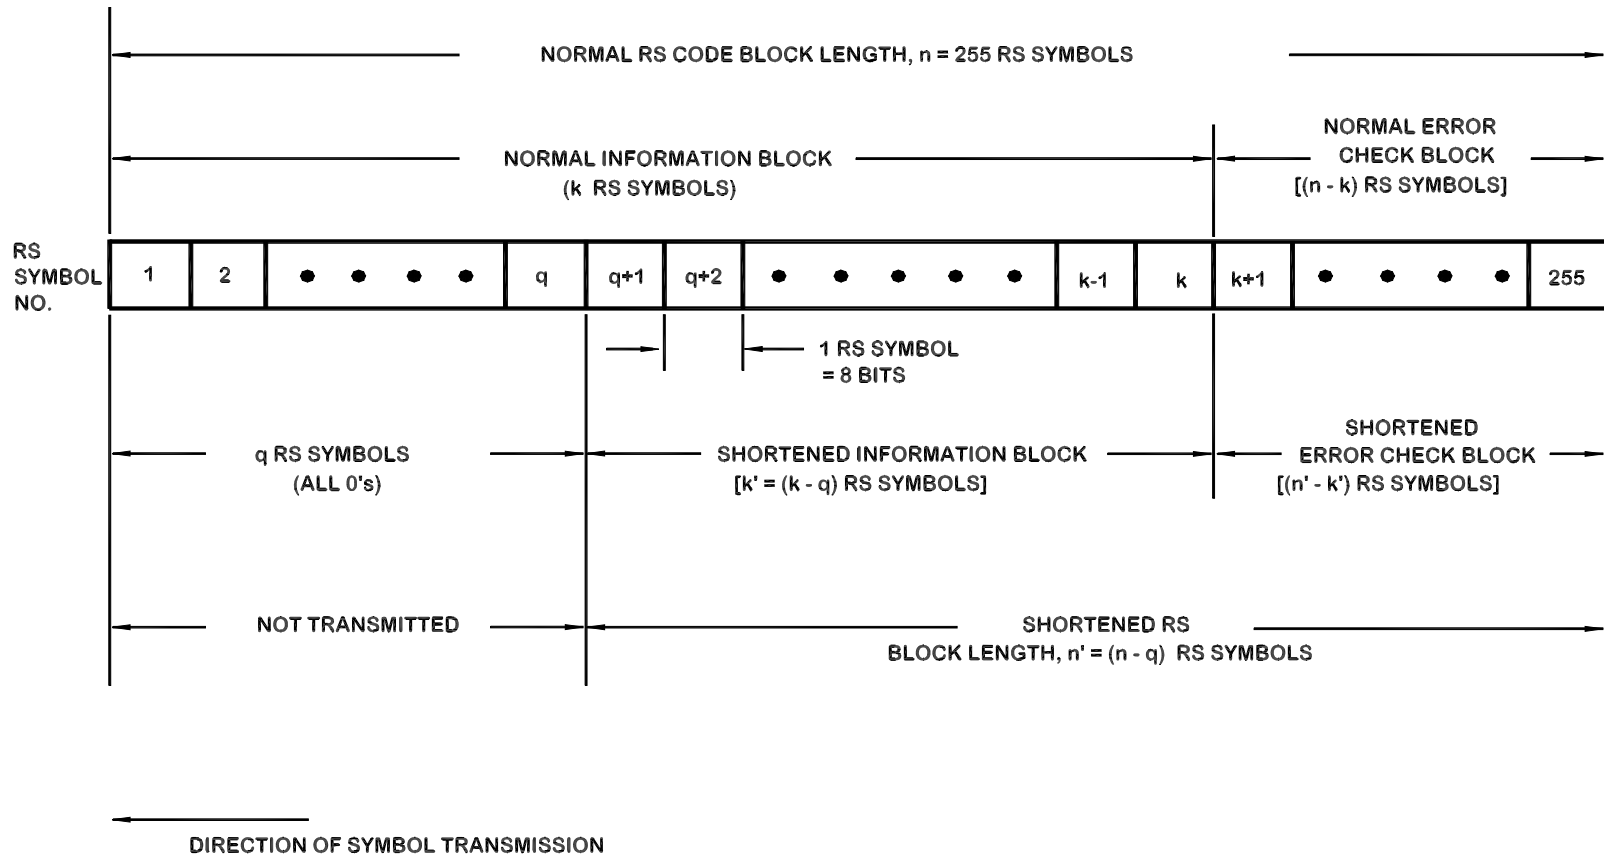 NORMAL RS CODE BLOCK LENGTH, n = 255 RS SYMBOLS
NORMAL INFORMATION BLOCK
(k RS SYMBOLS)
NORMAL ERROR
CHECK BLOCK
[(n - k) RS SYMBOLS]
RS
SYMBOL
NO.
1 2 q q+1 q+2 k-1 k k+1 255
1 RS SYMBOL
= 8 BITS
q RS SYMBOLS
(ALL 0's)
SHORTENED INFORMATION BLOCK
[k' = (k - q) RS SYMBOLS]
SHORTENED
ERROR CHECK BLOCK
[(n' - k') RS SYMBOLS]
NOT TRANSMITTED
SHORTENED RS
BLOCK LENGTH, n' = (n - q) RS SYMBOLS
DIRECTION OF SYMBOL TRANSMISSION